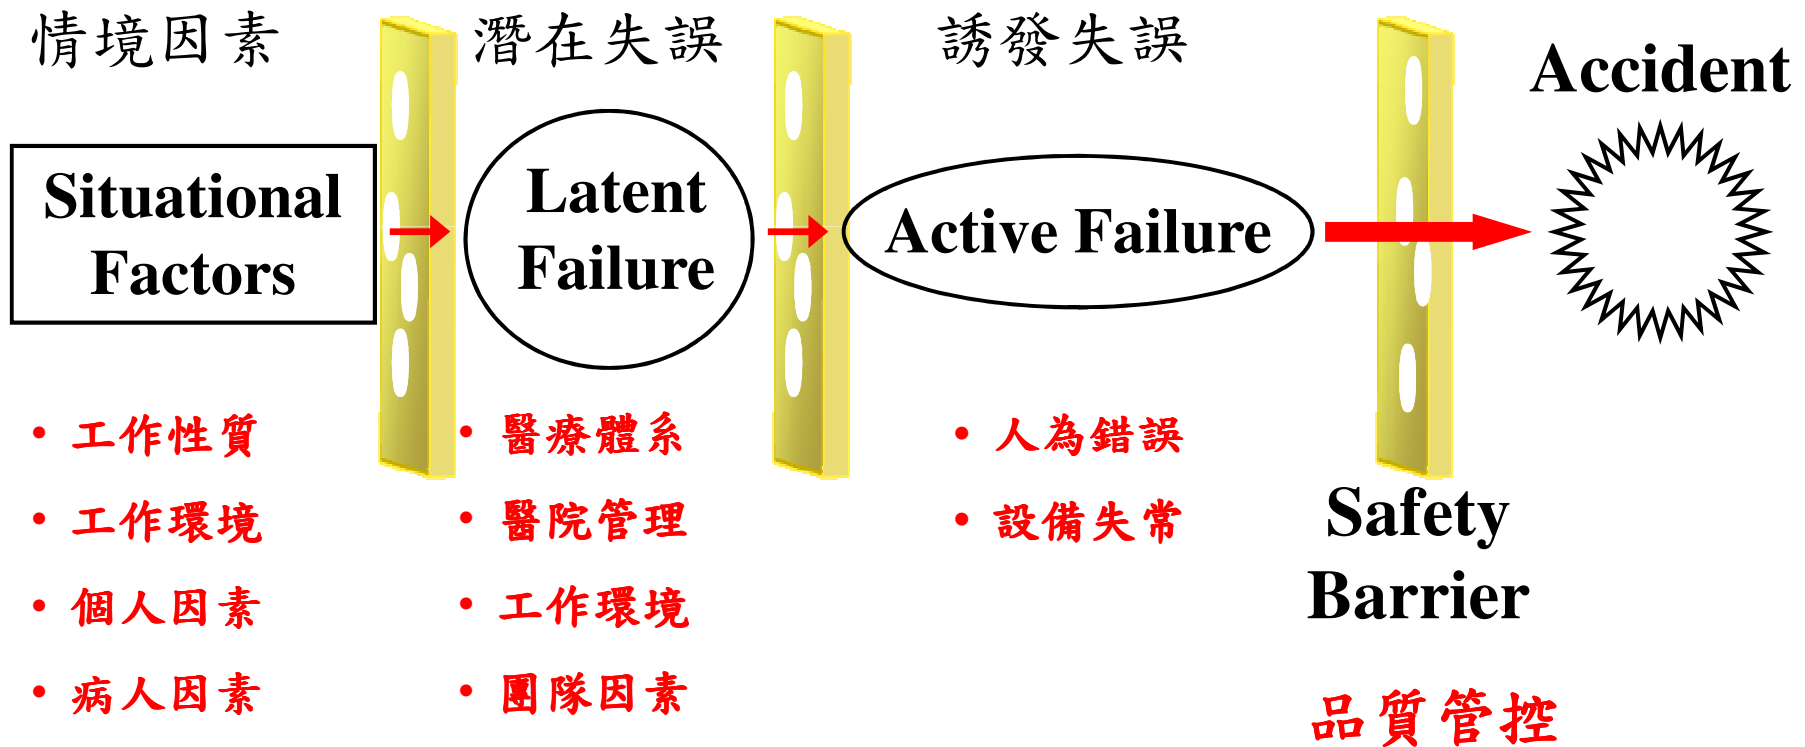 情境因素
潛在失誤
誘發失誤
Accident
Situational
Factors
Latent
Failure
Active Failure
• 工作性質
• 工作環境
• 個人因素
• 病人因素
• 醫療體系
• 醫院管理
• 工作環境
• 團隊因素
• 人為錯誤
• 設備失常
Safety
Barrier
品質管控